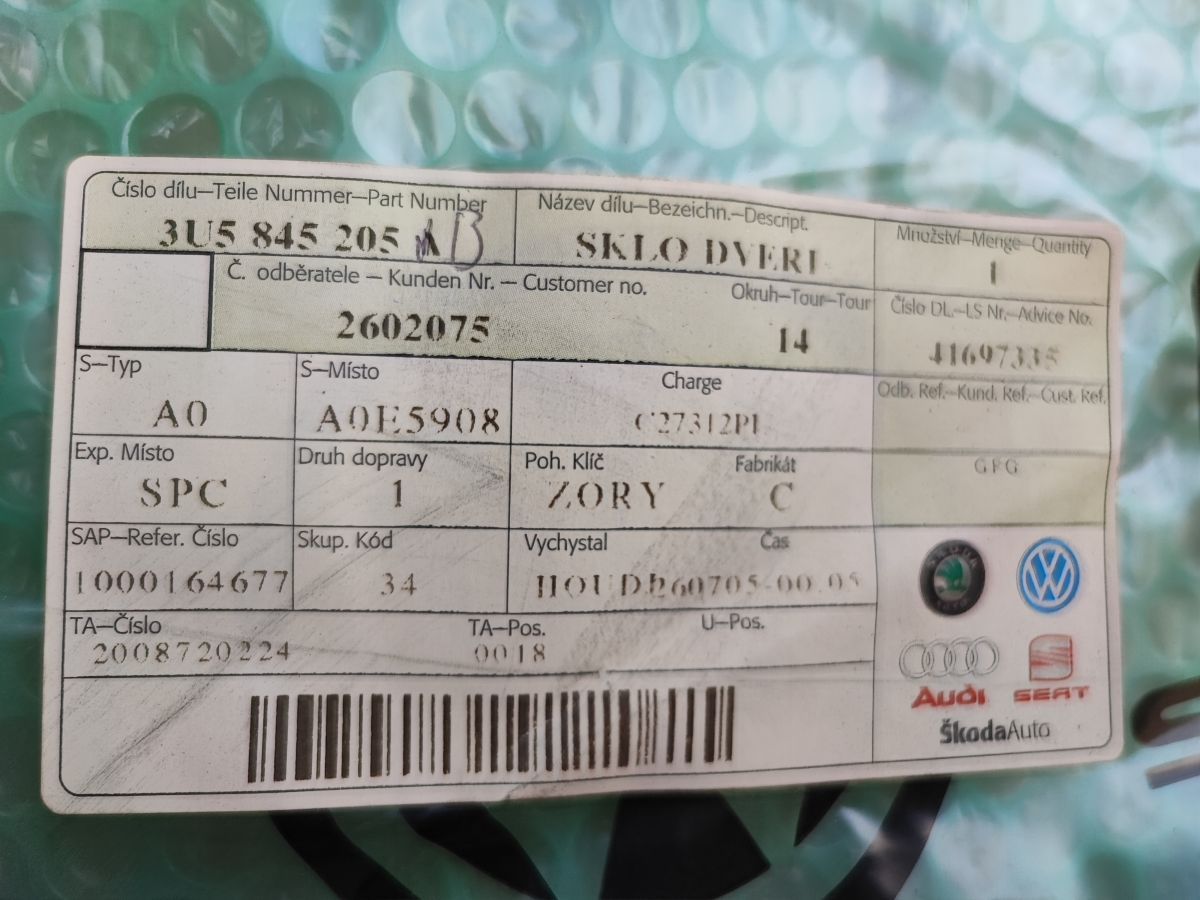 Číslo dílu–Teile Nummer–Part Number
3U5 845 205 B
Název dílu–Bezeichn.–Descript.
SKLO DVERI
Množství–Menge–Quantity
1
Č. odběratele – Kunden Nr. – Customer no.
2602075
Okruh–Tour–Tour
14
Číslo DL.–LS Nr.–Advice No.
41697335
S–Typ
A0
S–Místo
A0E5908
Charge
C27312P1
Odb. Ref.–Kund. Ref.–Cust. Ref.
GFG
Exp. Místo
SPC
Druh dopravy
1
Poh. Klíč
ZORY
Fabrikát
C
SAP–Refer. Číslo
1000164677
Skup. Kód
34
Vychystal
Čas
TA–Číslo
2008720224
TA–Pos.
0018
U–Pos.
ŠKODA
AUTO
Audi
SEAT
ŠkodaAuto